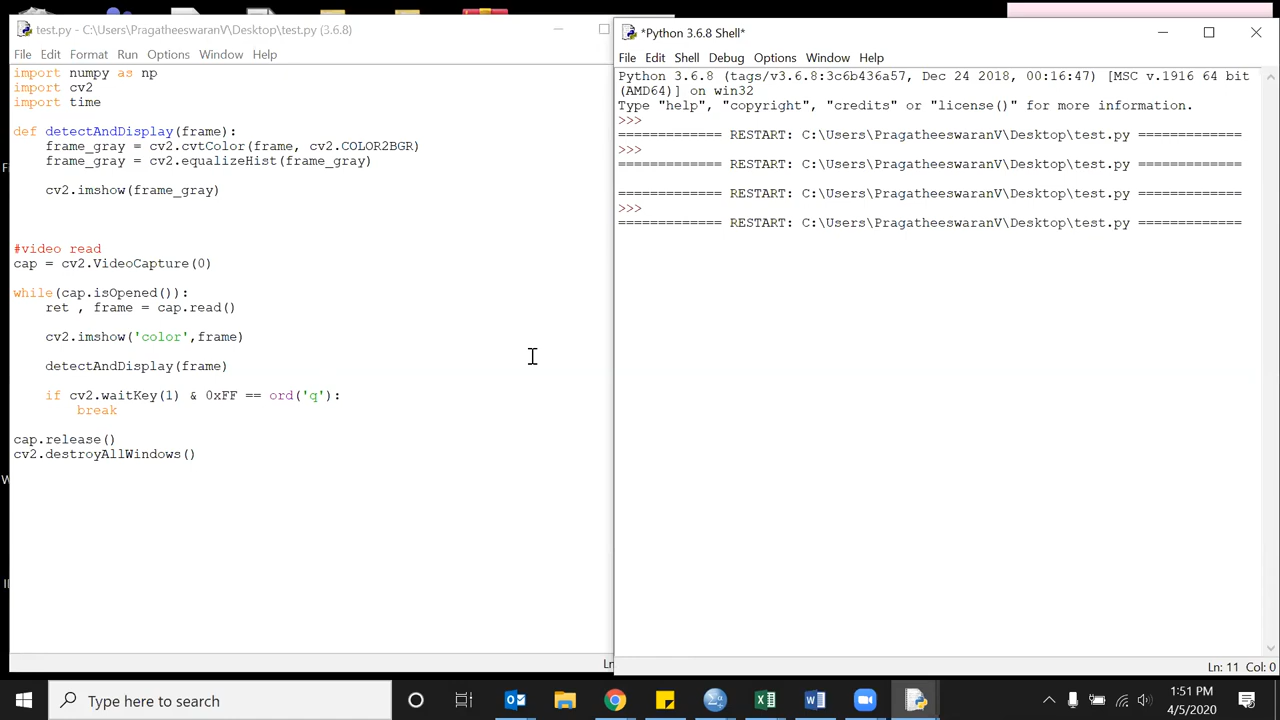 test.py - C:\Users\PragatheeswaranV\Desktop\test.py (3.6.8)
File Edit Format Run Options Window Help
import numpy as np
import cv2
import time
def detectAndDisplay(frame):
frame_gray = cv2.cvtColor(frame, cv2.COLOR2BGR)
frame_gray = cv2.equalizeHist(frame_gray)
cv2.imshow(frame_gray)
#video read
cap = cv2.VideoCapture(0)
while(cap.isOpened()):
ret , frame = cap.read()
cv2.imshow('color',frame)
detectAndDisplay(frame)
if cv2.waitKey(1) & 0xFF == ord('q'):
break
cap.release()
cv2.destroyAllWindows()
*Python 3.6.8 Shell*
File Edit Shell Debug Options Window Help
Python 3.6.8 (tags/v3.6.8:3c6b436a57, Dec 24 2018, 00:16:47) [MSC v.1916 64 bit
(AMD64)] on win32
Type "help", "copyright", "credits" or "license()" for more information.
>>>
============= RESTART: C:\Users\PragatheeswaranV\Desktop\test.py =============
>>>
============= RESTART: C:\Users\PragatheeswaranV\Desktop\test.py =============
============= RESTART: C:\Users\PragatheeswaranV\Desktop\test.py =============
>>>
============= RESTART: C:\Users\PragatheeswaranV\Desktop\test.py =============
Ln: 11 Col: 0
Type here to search
1:51 PM
4/5/2020